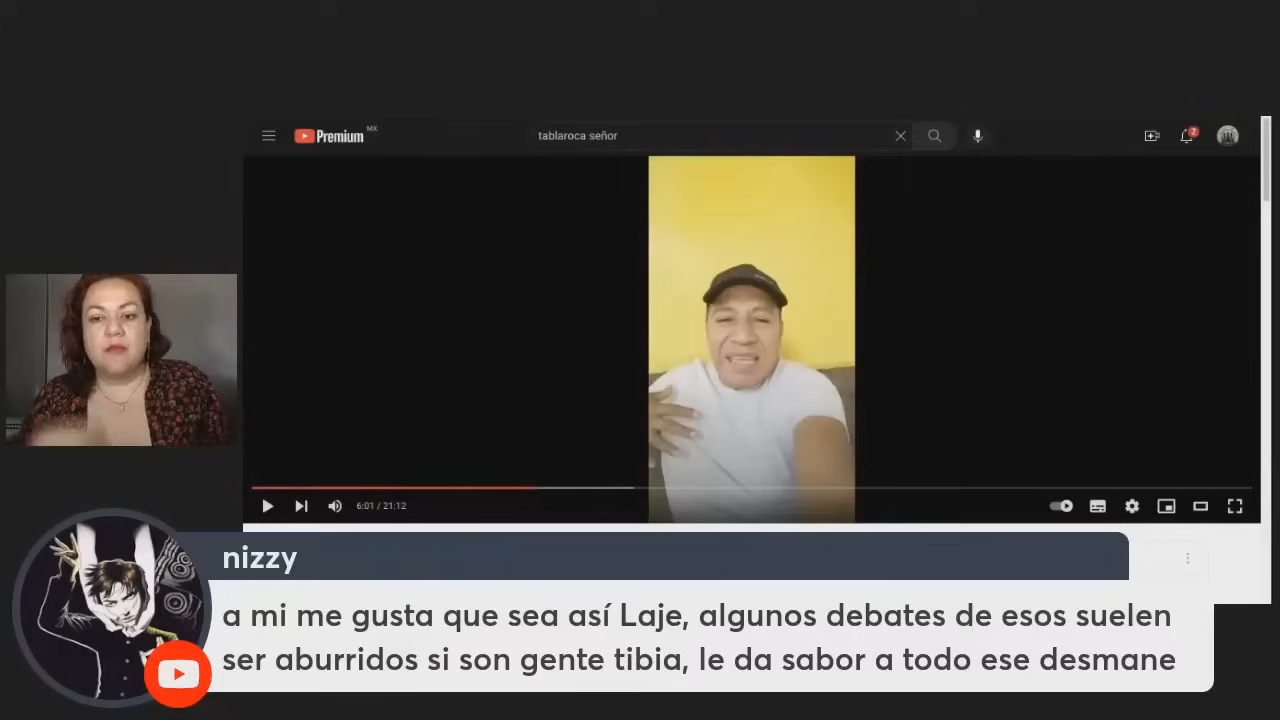 Premium MX
tablaroca señor
2
6:01 / 21:12
nizzy
a mi me gusta que sea así Laje, algunos debates de esos suelen
ser aburridos si son gente tibia, le da sabor a todo ese desmane